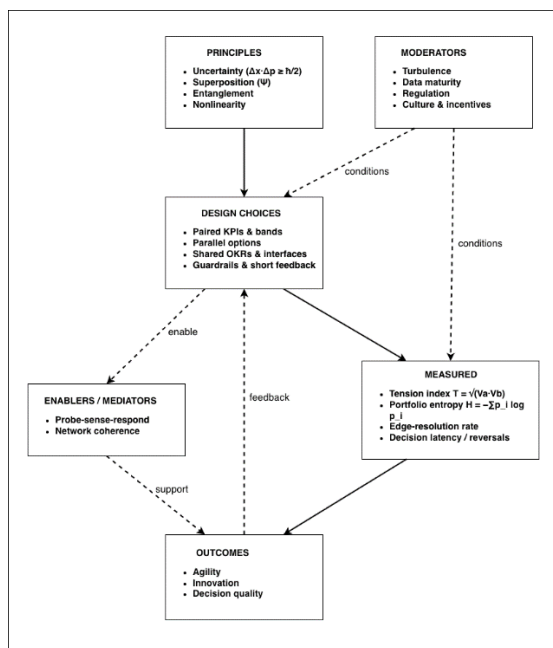 PRINCIPLES
• Uncertainty (Δx·Δp ≥ ħ/2)
• Superposition (Ψ)
• Entanglement
• Nonlinearity
MODERATORS
• Turbulence
• Data maturity
• Regulation
• Culture & incentives
conditions
DESIGN CHOICES
• Paired KPIs & bands
• Parallel options
• Shared OKRs & interfaces
• Guardrails & short feedback
conditions
enable
ENABLERS / MEDIATORS
• Probe-sense-respond
• Network coherence
feedback
MEASURED
• Tension index T = √(Va·Vb)
• Portfolio entropy H = −∑p_i log
p_i
• Edge-resolution rate
• Decision latency / reversals
support
OUTCOMES
• Agility
• Innovation
• Decision quality